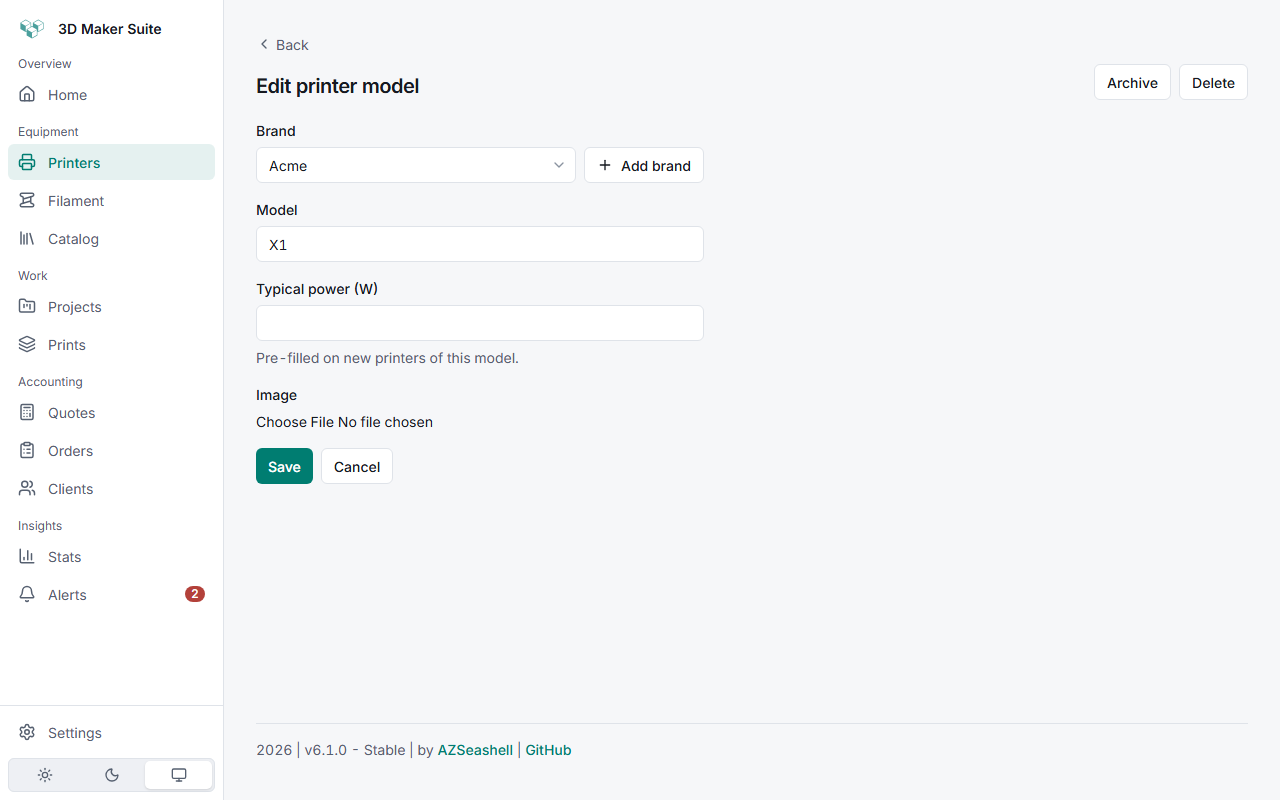 3D Maker Suite
Overview
Home
Equipment
Printers
Filament
Catalog
Work
Projects
Prints
Accounting
Quotes
Orders
Clients
Insights
Stats
Alerts 2
Settings
Back
Edit printer model
Archive Delete
Brand
Acme Add brand
Model
X1
Typical power (W)
Pre-filled on new printers of this model.
Image
Choose File No file chosen
Save Cancel
2026 | v6.1.0 - Stable | by AZSeashell | GitHub